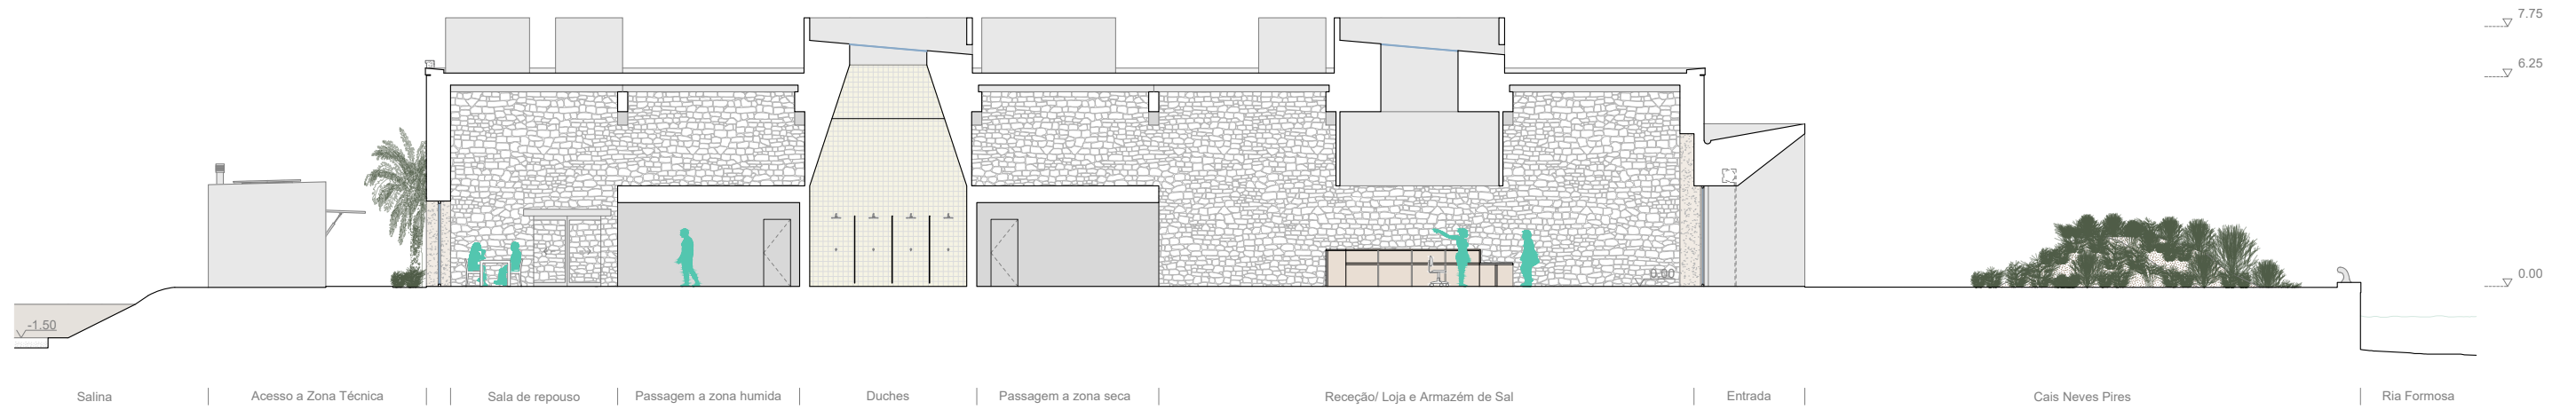 7.75
6.25
0.00
0.00
-1.50
Salina
Acesso a Zona Técnica
Sala de repouso
Passagem a zona humida
Duches
Passagem a zona seca
Receção/ Loja e Armazém de Sal
Entrada
Cais Neves Pires
Ria Formosa